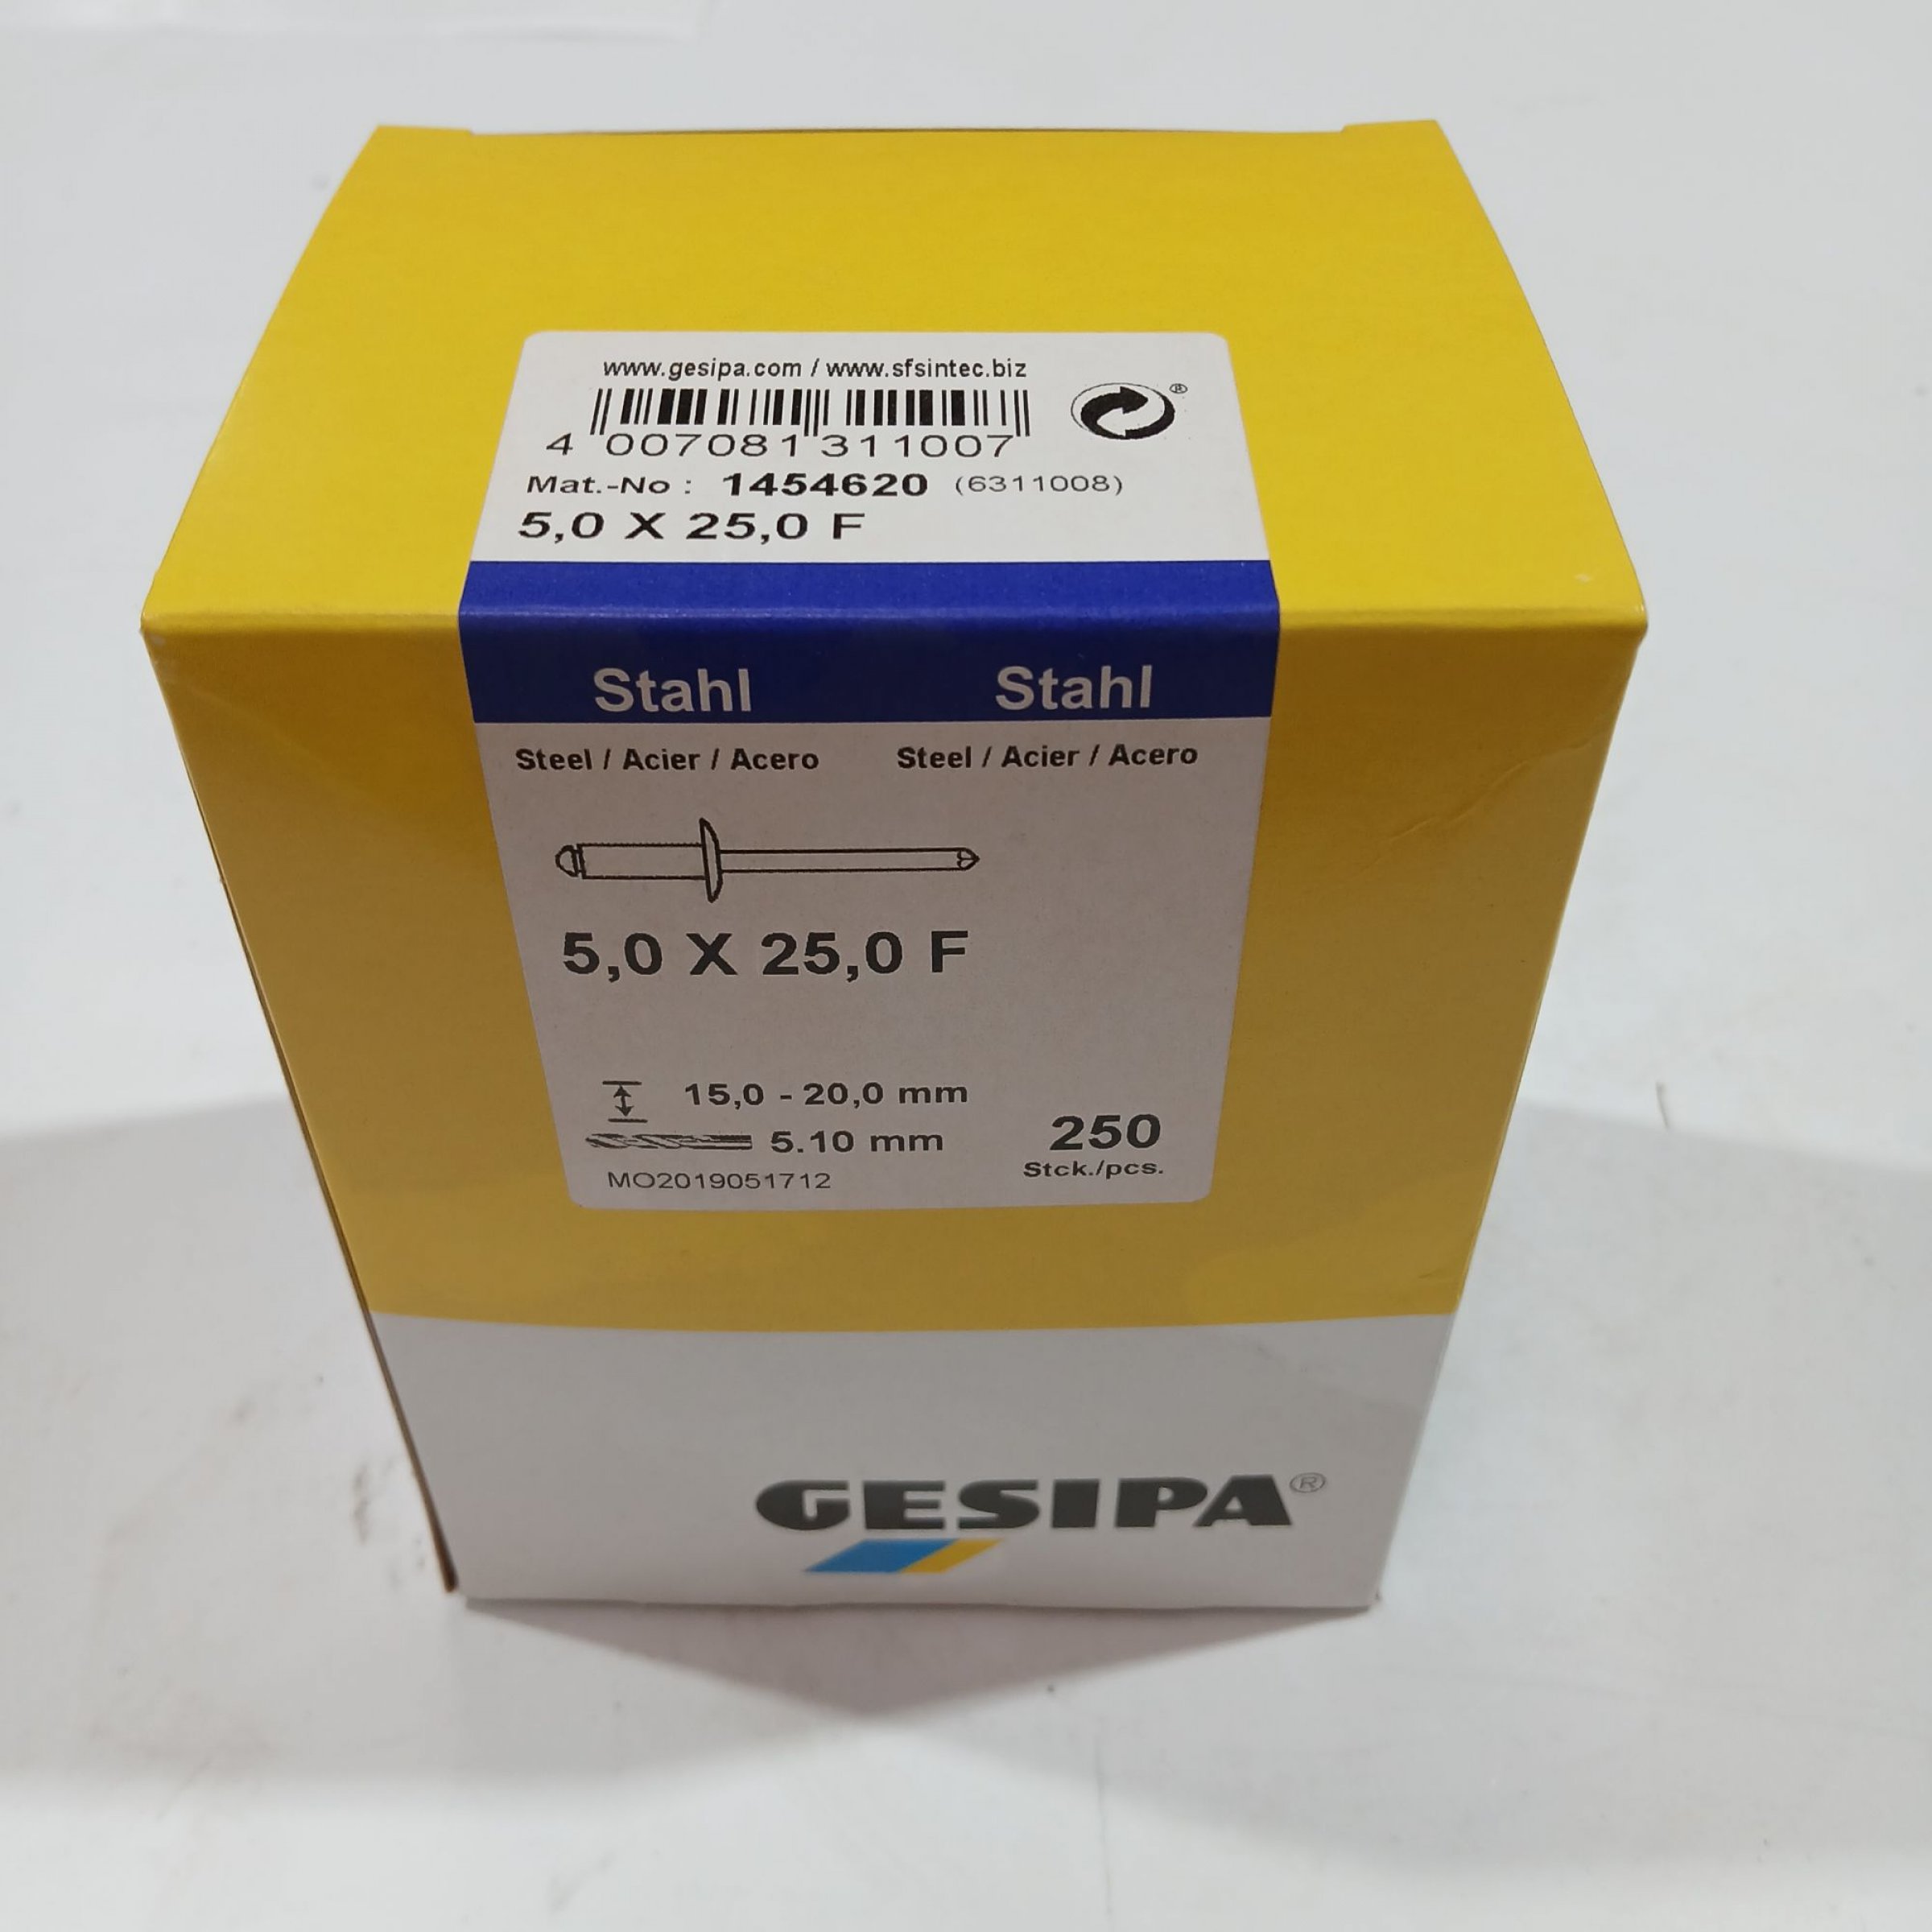 www.gesipa.com / www.sfsintec.biz
®
4 007081 311007
Mat.-No : 1454620 (6311008)
5,0 X 25,0 F
Stahl Stahl
Steel / Acier / Acero Steel / Acier / Acero
5,0 X 25,0 F
15,0 - 20,0 mm
5.10 mm
250
Stck./pcs.
MO2019051712
GESIPA®